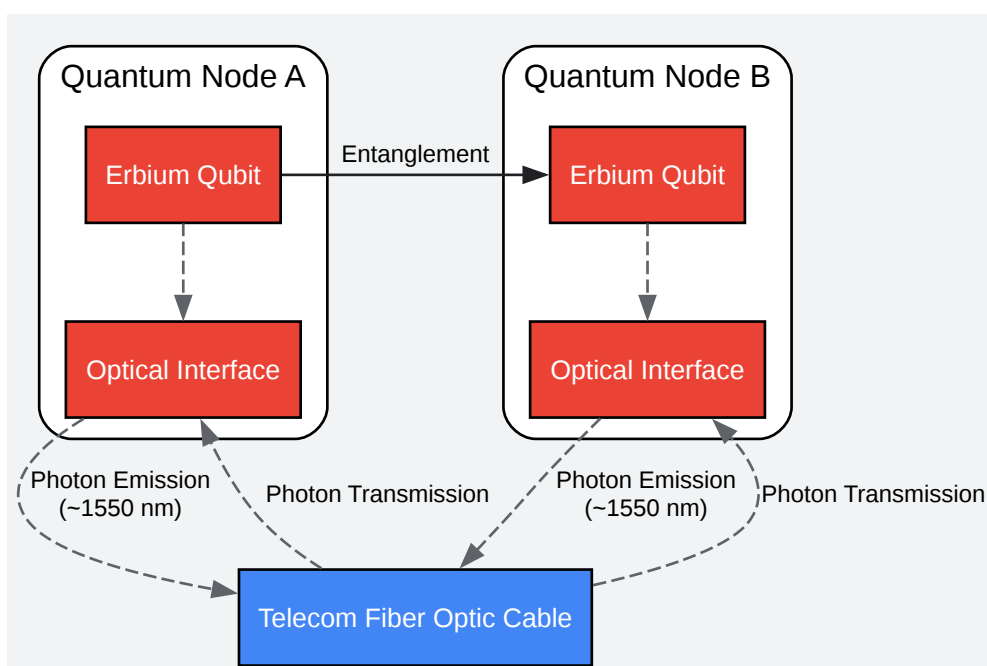 Quantum Node A
Quantum Node B
Entanglement
Erbium Qubit
Erbium Qubit
Optical Interface
Optical Interface
Photon Emission
(~1550 nm)
Photon Transmission
Photon Emission
(~1550 nm)
Photon Transmission
Telecom Fiber Optic Cable